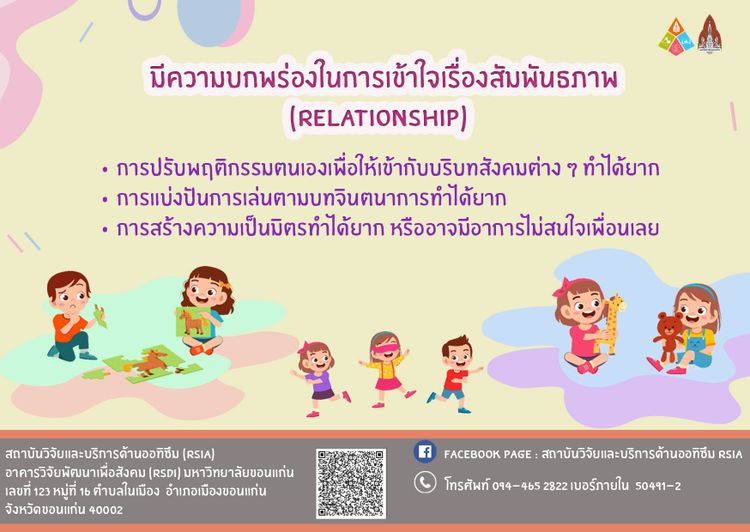 มีความบกพร่องในการเข้าใจเรื่องสัมพันธภาพ
(RELATIONSHIP)
• การปรับพฤติกรรมตนเองเพื่อให้เข้ากับบริบทสังคมต่าง ๆ ทำได้ยาก
• การแบ่งปันการเล่นตามบทจินตนาการทำได้ยาก
• การสร้างความเป็นมิตรทำได้ยาก หรืออาจมีอาการไม่สนใจเพื่อนเลย
สถาบันวิจัยและบริการด้านออทิซึม (RSIA)
อาคารวิจัยพัฒนาเพื่อสังคม (RSDI) มหาวิทยาลัยขอนแก่น
เลขที่ 123 หมู่ที่ 16 ตำบลในเมือง อำเภอเมืองขอนแก่น
จังหวัดขอนแก่น 40002
FACEBOOK PAGE : สถาบันวิจัยและบริการด้านออทิซึม RSIA
โทรศัพท์ 094-465 2822 เบอร์ภายใน 50491-2